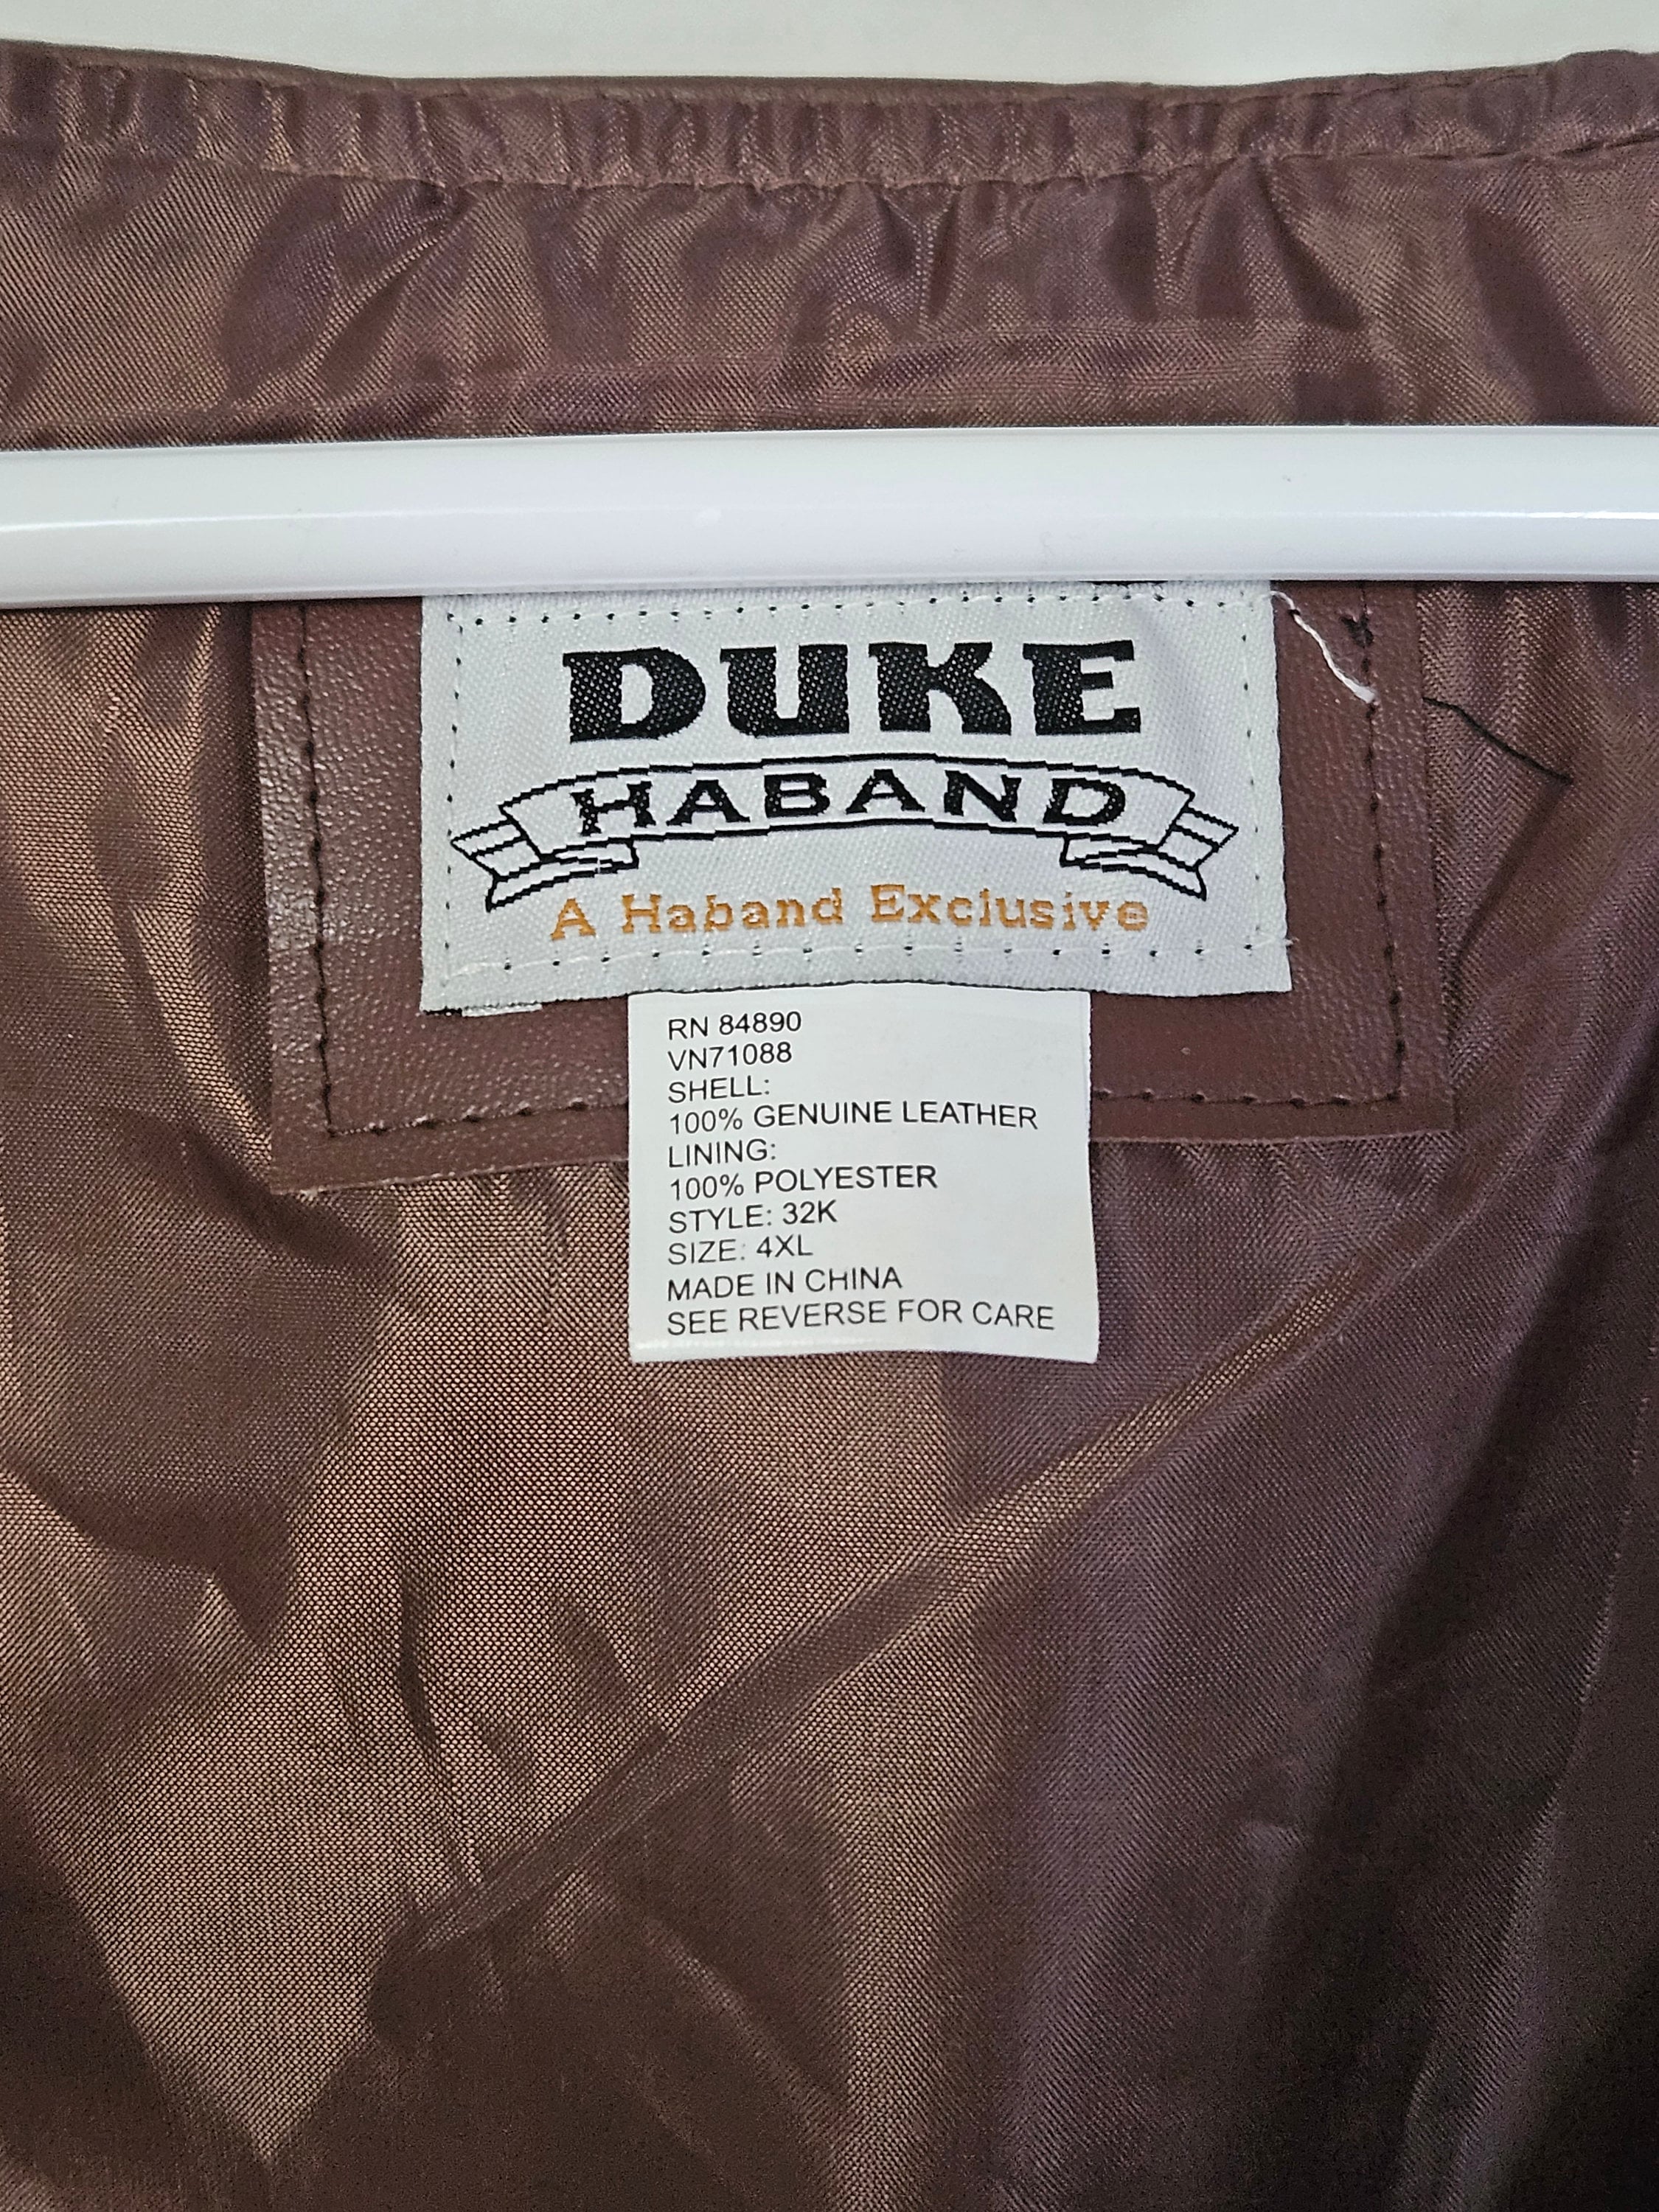 DUKE
HABAND
A Haband Exclusive
RN 84890
VN71088
SHELL:
100% GENUINE LEATHER
LINING:
100% POLYESTER
STYLE: 32K
SIZE: 4XL
MADE IN CHINA
SEE REVERSE FOR CARE